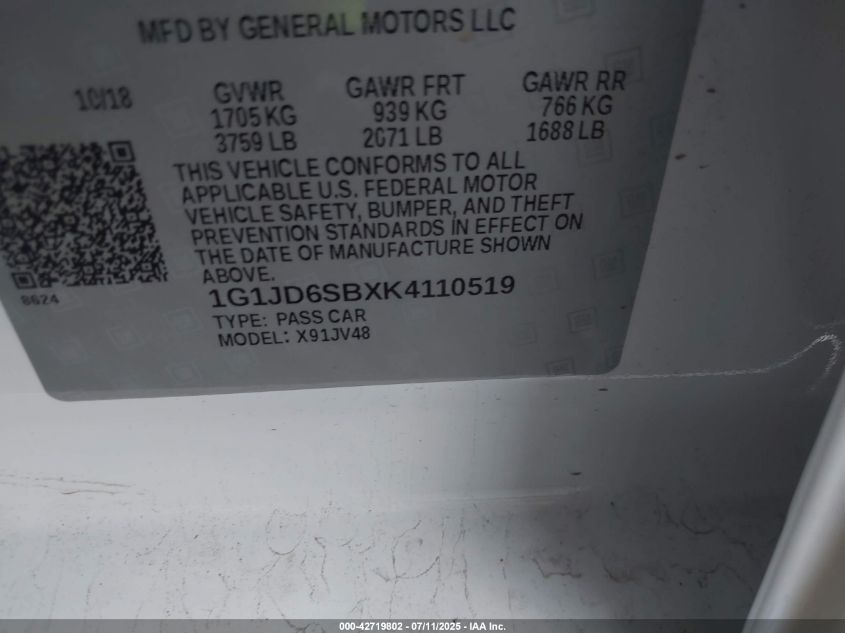 MFD BY GENERAL MOTORS LLC
10/18 GVWR GAWR FRT GAWR RR
1705 KG 939 KG 766 KG
3759 LB 2071 LB 1688 LB
THIS VEHICLE CONFORMS TO ALL
APPLICABLE U.S. FEDERAL MOTOR
VEHICLE SAFETY, BUMPER, AND THEFT
PREVENTION STANDARDS IN EFFECT ON
THE DATE OF MANUFACTURE SHOWN
ABOVE.
8624
1G1JD6SBXK4110519
TYPE: PASS CAR
MODEL: X91JV48
000-42719802 - 07/11/2025 - IAA Inc.